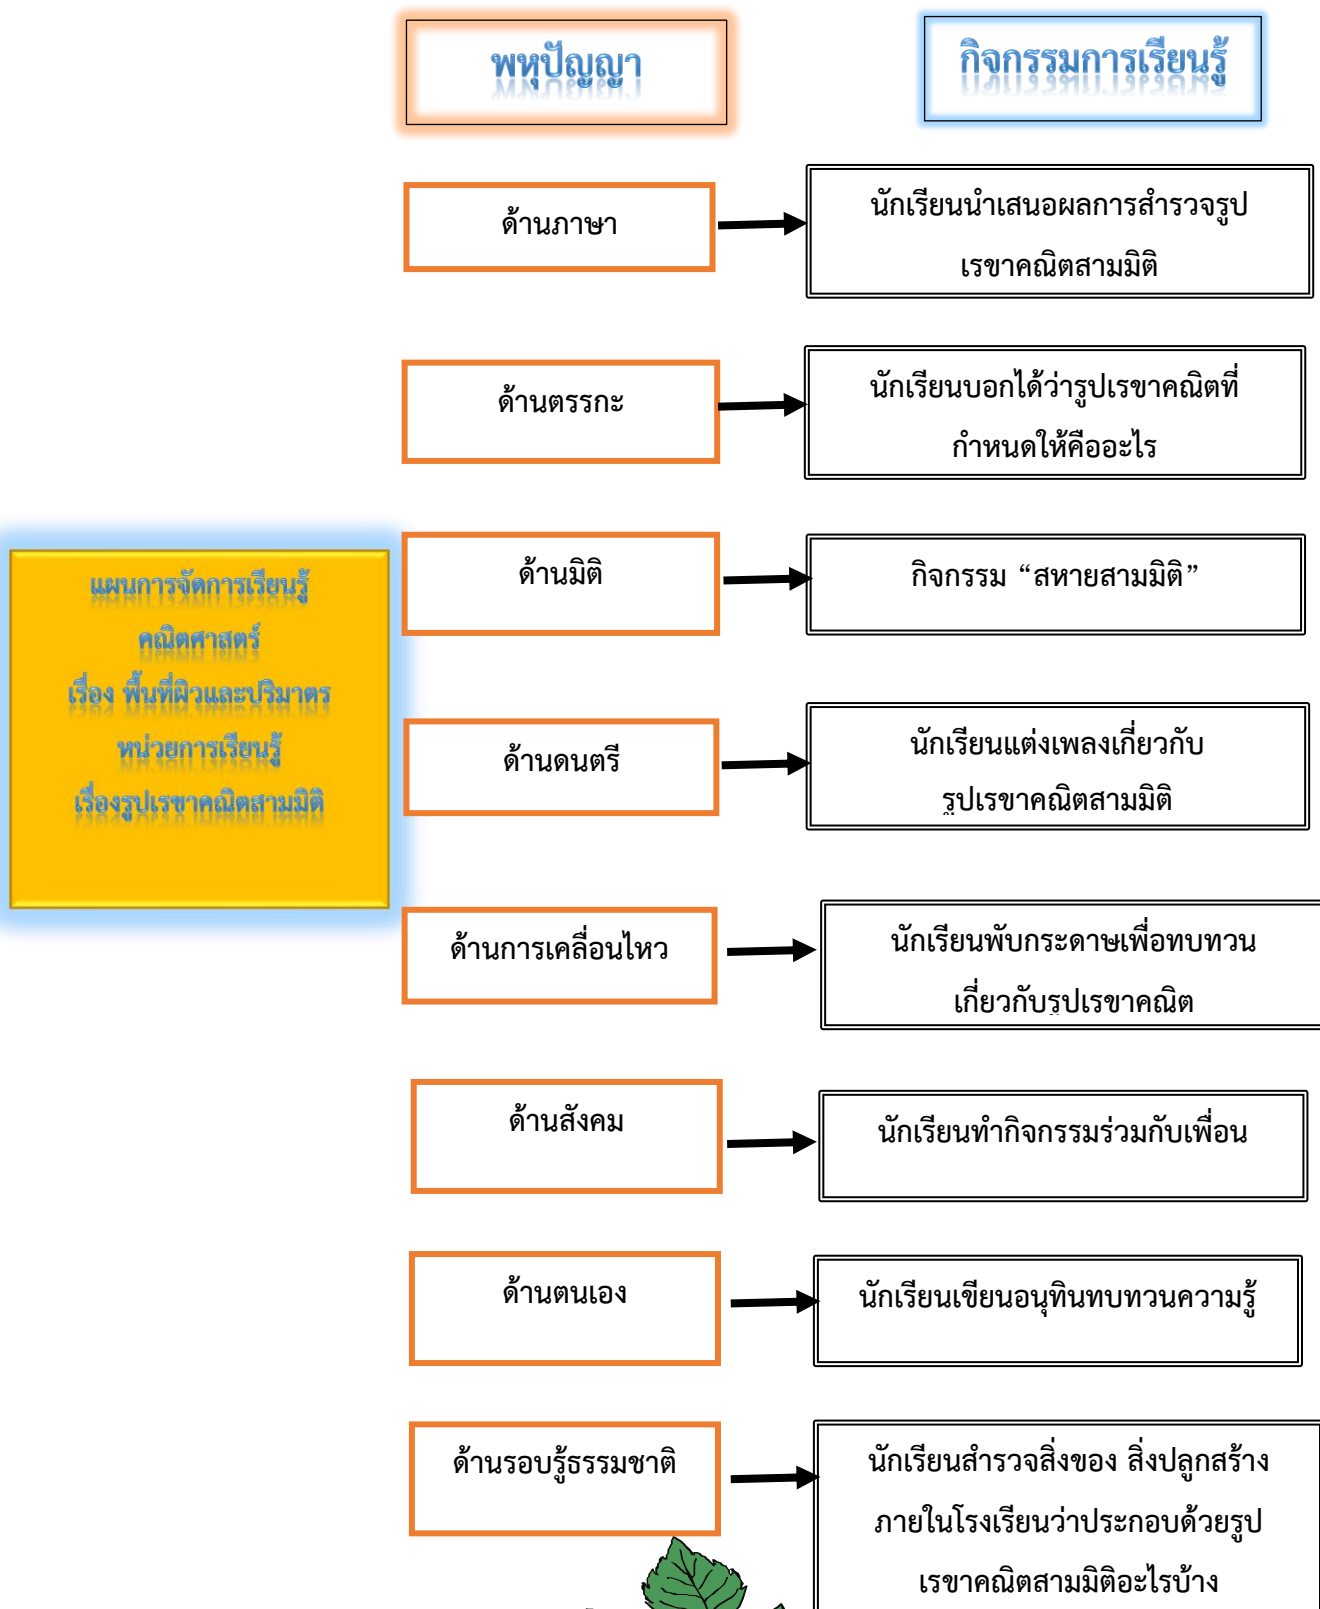 พหุปัญญา
กิจกรรมการเรียนรู้
ด้านภาษา
นักเรียนนำเสนอผลการสำรวจรูป
เรขาคณิตสามมิติ
ด้านตรรกะ
นักเรียนบอกได้ว่ารูปเรขาคณิตที่
กำหนดให้คืออะไร
แผนการจัดการเรียนรู้
คณิตศาสตร์
เรื่อง พื้นที่ผิวและปริมาตร
หน่วยการเรียนรู้
เรื่องรูปเรขาคณิตสามมิติ
ด้านมิติ
กิจกรรม “สหายสามมิติ”
ด้านดนตรี
นักเรียนแต่งเพลงเกี่ยวกับ
รูปเรขาคณิตสามมิติ
ด้านการเคลื่อนไหว
นักเรียนพับกระดาษเพื่อทบทวน
เกี่ยวกับรูปเรขาคณิต
ด้านสังคม
นักเรียนทำกิจกรรมร่วมกับเพื่อน
ด้านตนเอง
นักเรียนเขียนอนุทินทบทวนความรู้
ด้านรอบรู้ธรรมชาติ
นักเรียนสำรวจสิ่งของ สิ่งปลูกสร้าง
ภายในโรงเรียนว่าประกอบด้วยรูป
เรขาคณิตสามมิติอะไรบ้าง